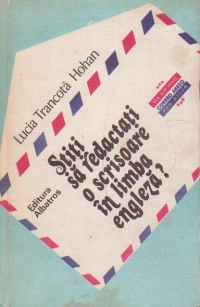 Lucia Trancotă Hohan
Știți
să redactați
o scrisoare
în limba
engleză?
Editura
Albatros